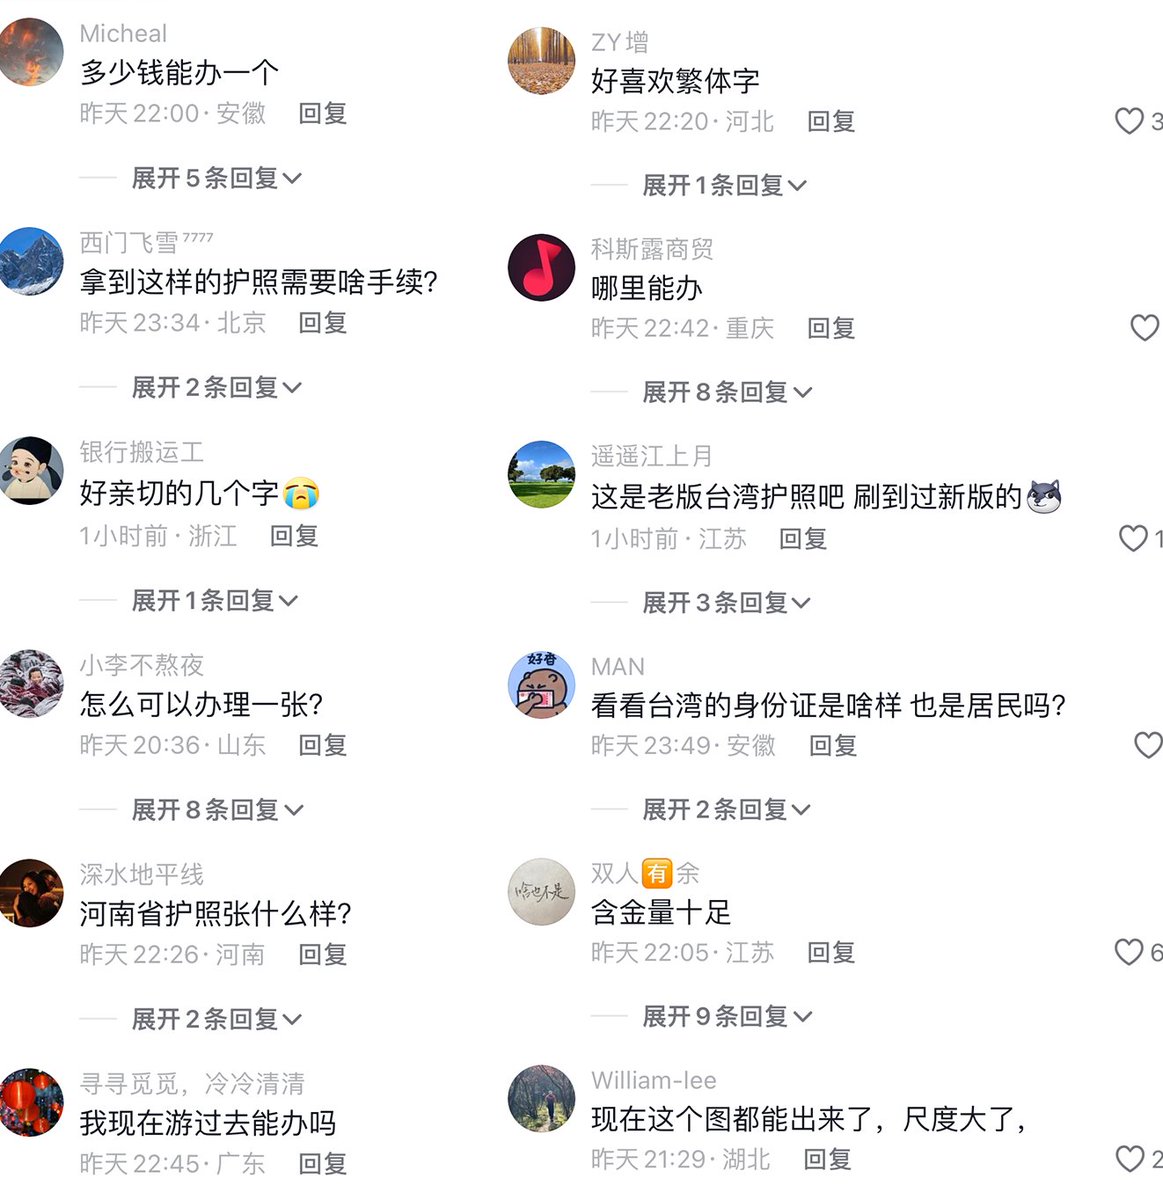 Micheal
多少钱能办一个
昨天 22:00 · 安徽 回复
展开 5 条回复
西门飞雪⁷⁷⁷⁷
拿到这样的护照需要啥手续?
昨天 23:34 · 北京 回复
展开 2 条回复
银行搬运工
好亲切的几个字😭
1小时前 · 浙江 回复
展开 1 条回复
小李不熬夜
怎么可以办理一张?
昨天 20:36 · 山东 回复
展开 8 条回复
深水地平线
河南省护照张什么样?
昨天 22:26 · 河南 回复
展开 2 条回复
寻寻觅觅，冷冷清清
我现在游过去能办吗
昨天 22:45 · 广东 回复
ZY增
好喜欢繁体字
昨天 22:20 · 河北 回复 3
展开 1 条回复
科斯露商贸
哪里能办
昨天 22:42 · 重庆 回复
展开 8 条回复
遥遥江上月
这是老版台湾护照吧 刷到过新版的
1小时前 · 江苏 回复 1
展开 3 条回复
好香
MAN
看看台湾的身份证是啥样 也是居民吗?
昨天 23:49 · 安徽 回复
展开 2 条回复
啥也不是
双人🈶余
含金量十足
昨天 22:05 · 江苏 回复 6
展开 9 条回复
William-lee
现在这个图都能出来了，尺度大了，
昨天 21:29 · 湖北 回复 2